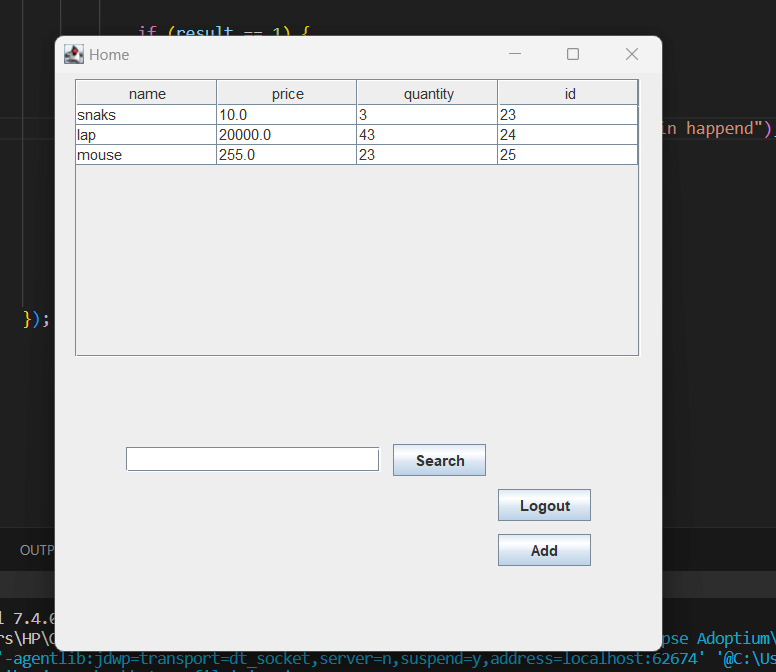 if (result == 1) {
Home
name price quantity id
snaks 10.0 3 23
lap 20000.0 43 24
in happend")
mouse 255.0 23 25
});
Search
Logout
OUTP
Add
l 7.4.0
rs\HP\ pse Adoptium\
'-agentlib:jdwp=transport=dt_socket,server=n,suspend=y,address=localhost:62674' '@C:\Us